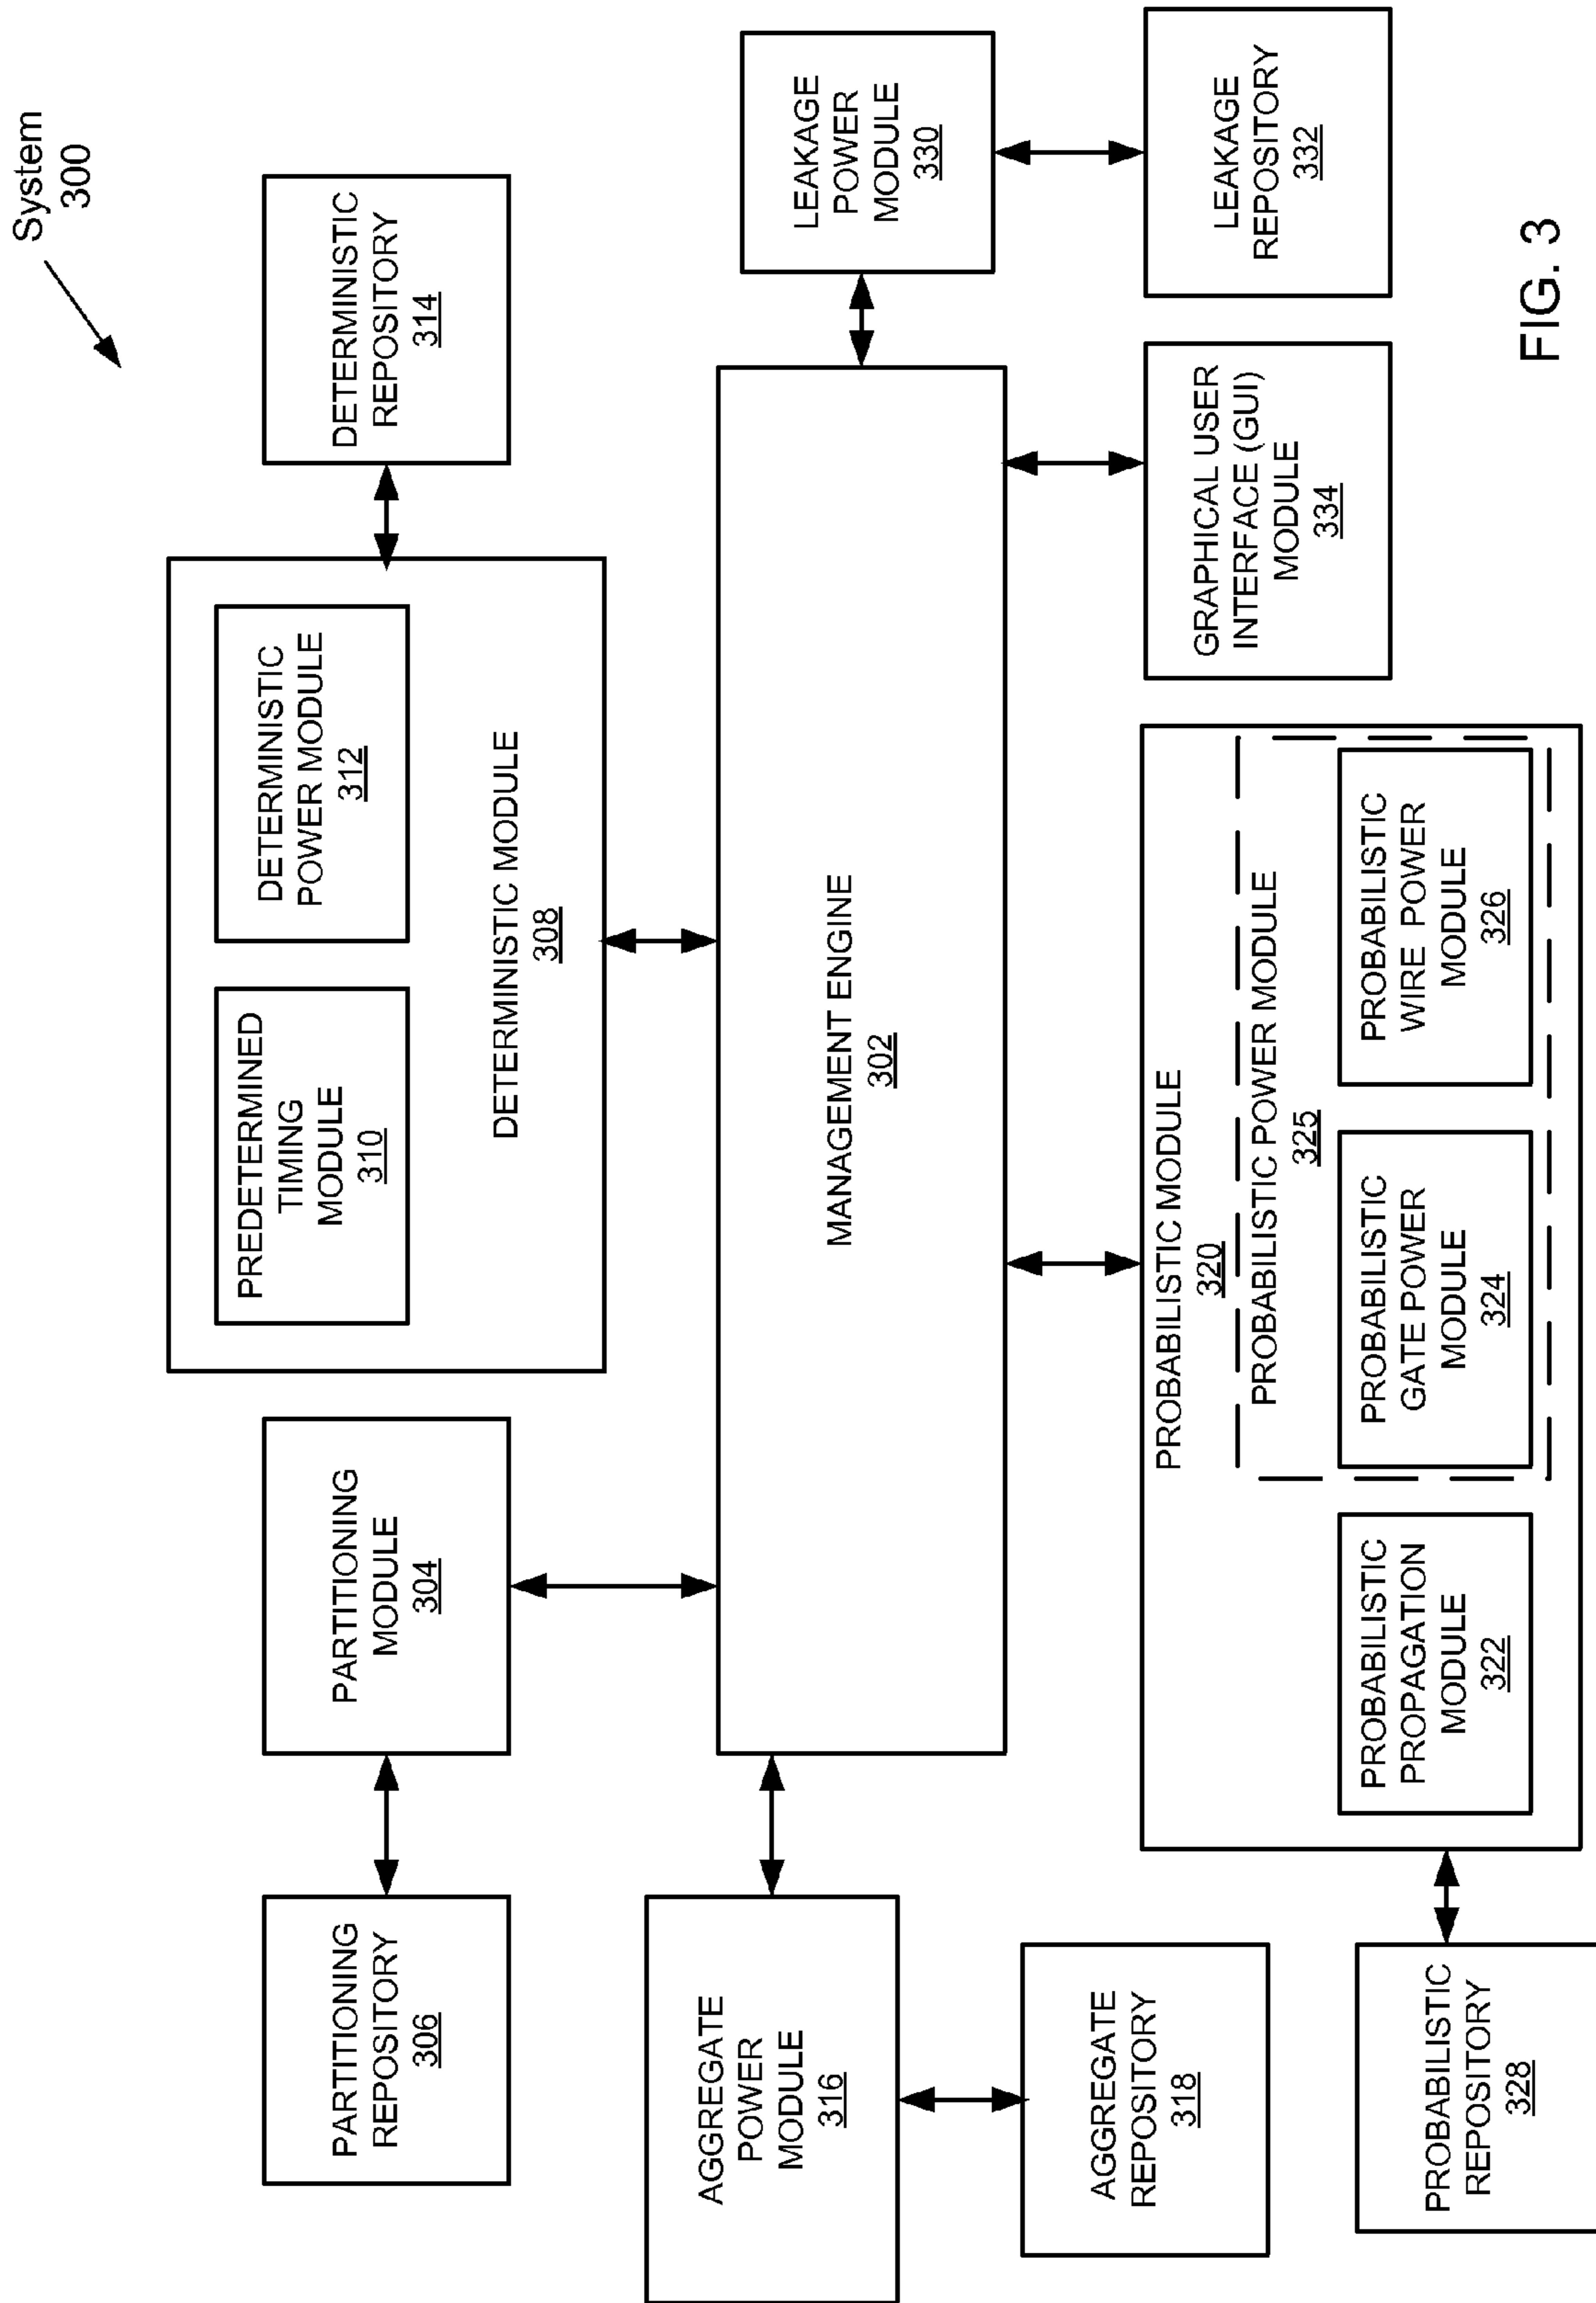 System
300
PARTITIONING
REPOSITORY
306
PARTITIONING
MODULE
304
PREDETERMINED
TIMING
MODULE
310
DETERMINISTIC
POWER MODULE
312
DETERMINISTIC MODULE
308
DETERMINISTIC
REPOSITORY
314
AGGREGATE
POWER
MODULE
316
MANAGEMENT ENGINE
302
LEAKAGE
POWER
MODULE
330
AGGREGATE
REPOSITORY
318
PROBABILISTIC MODULE
320
PROBABILISTIC POWER MODULE
325
PROBABILISTIC
PROPAGATION
MODULE
322
PROBABILISTIC
GATE POWER
MODULE
324
PROBABILISTIC
WIRE POWER
MODULE
326
GRAPHICAL USER
INTERFACE (GUI)
MODULE
334
LEAKAGE
REPOSITORY
332
PROBABILISTIC
REPOSITORY
328
FIG. 3